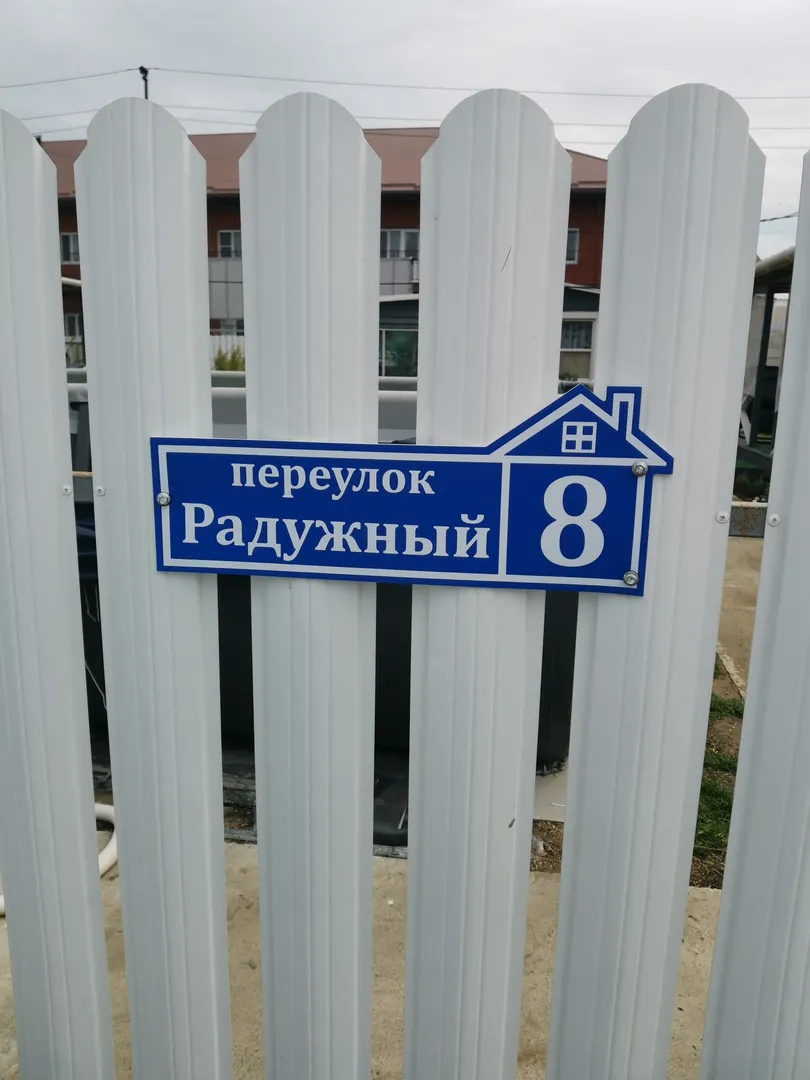 переулок
Радужный
8